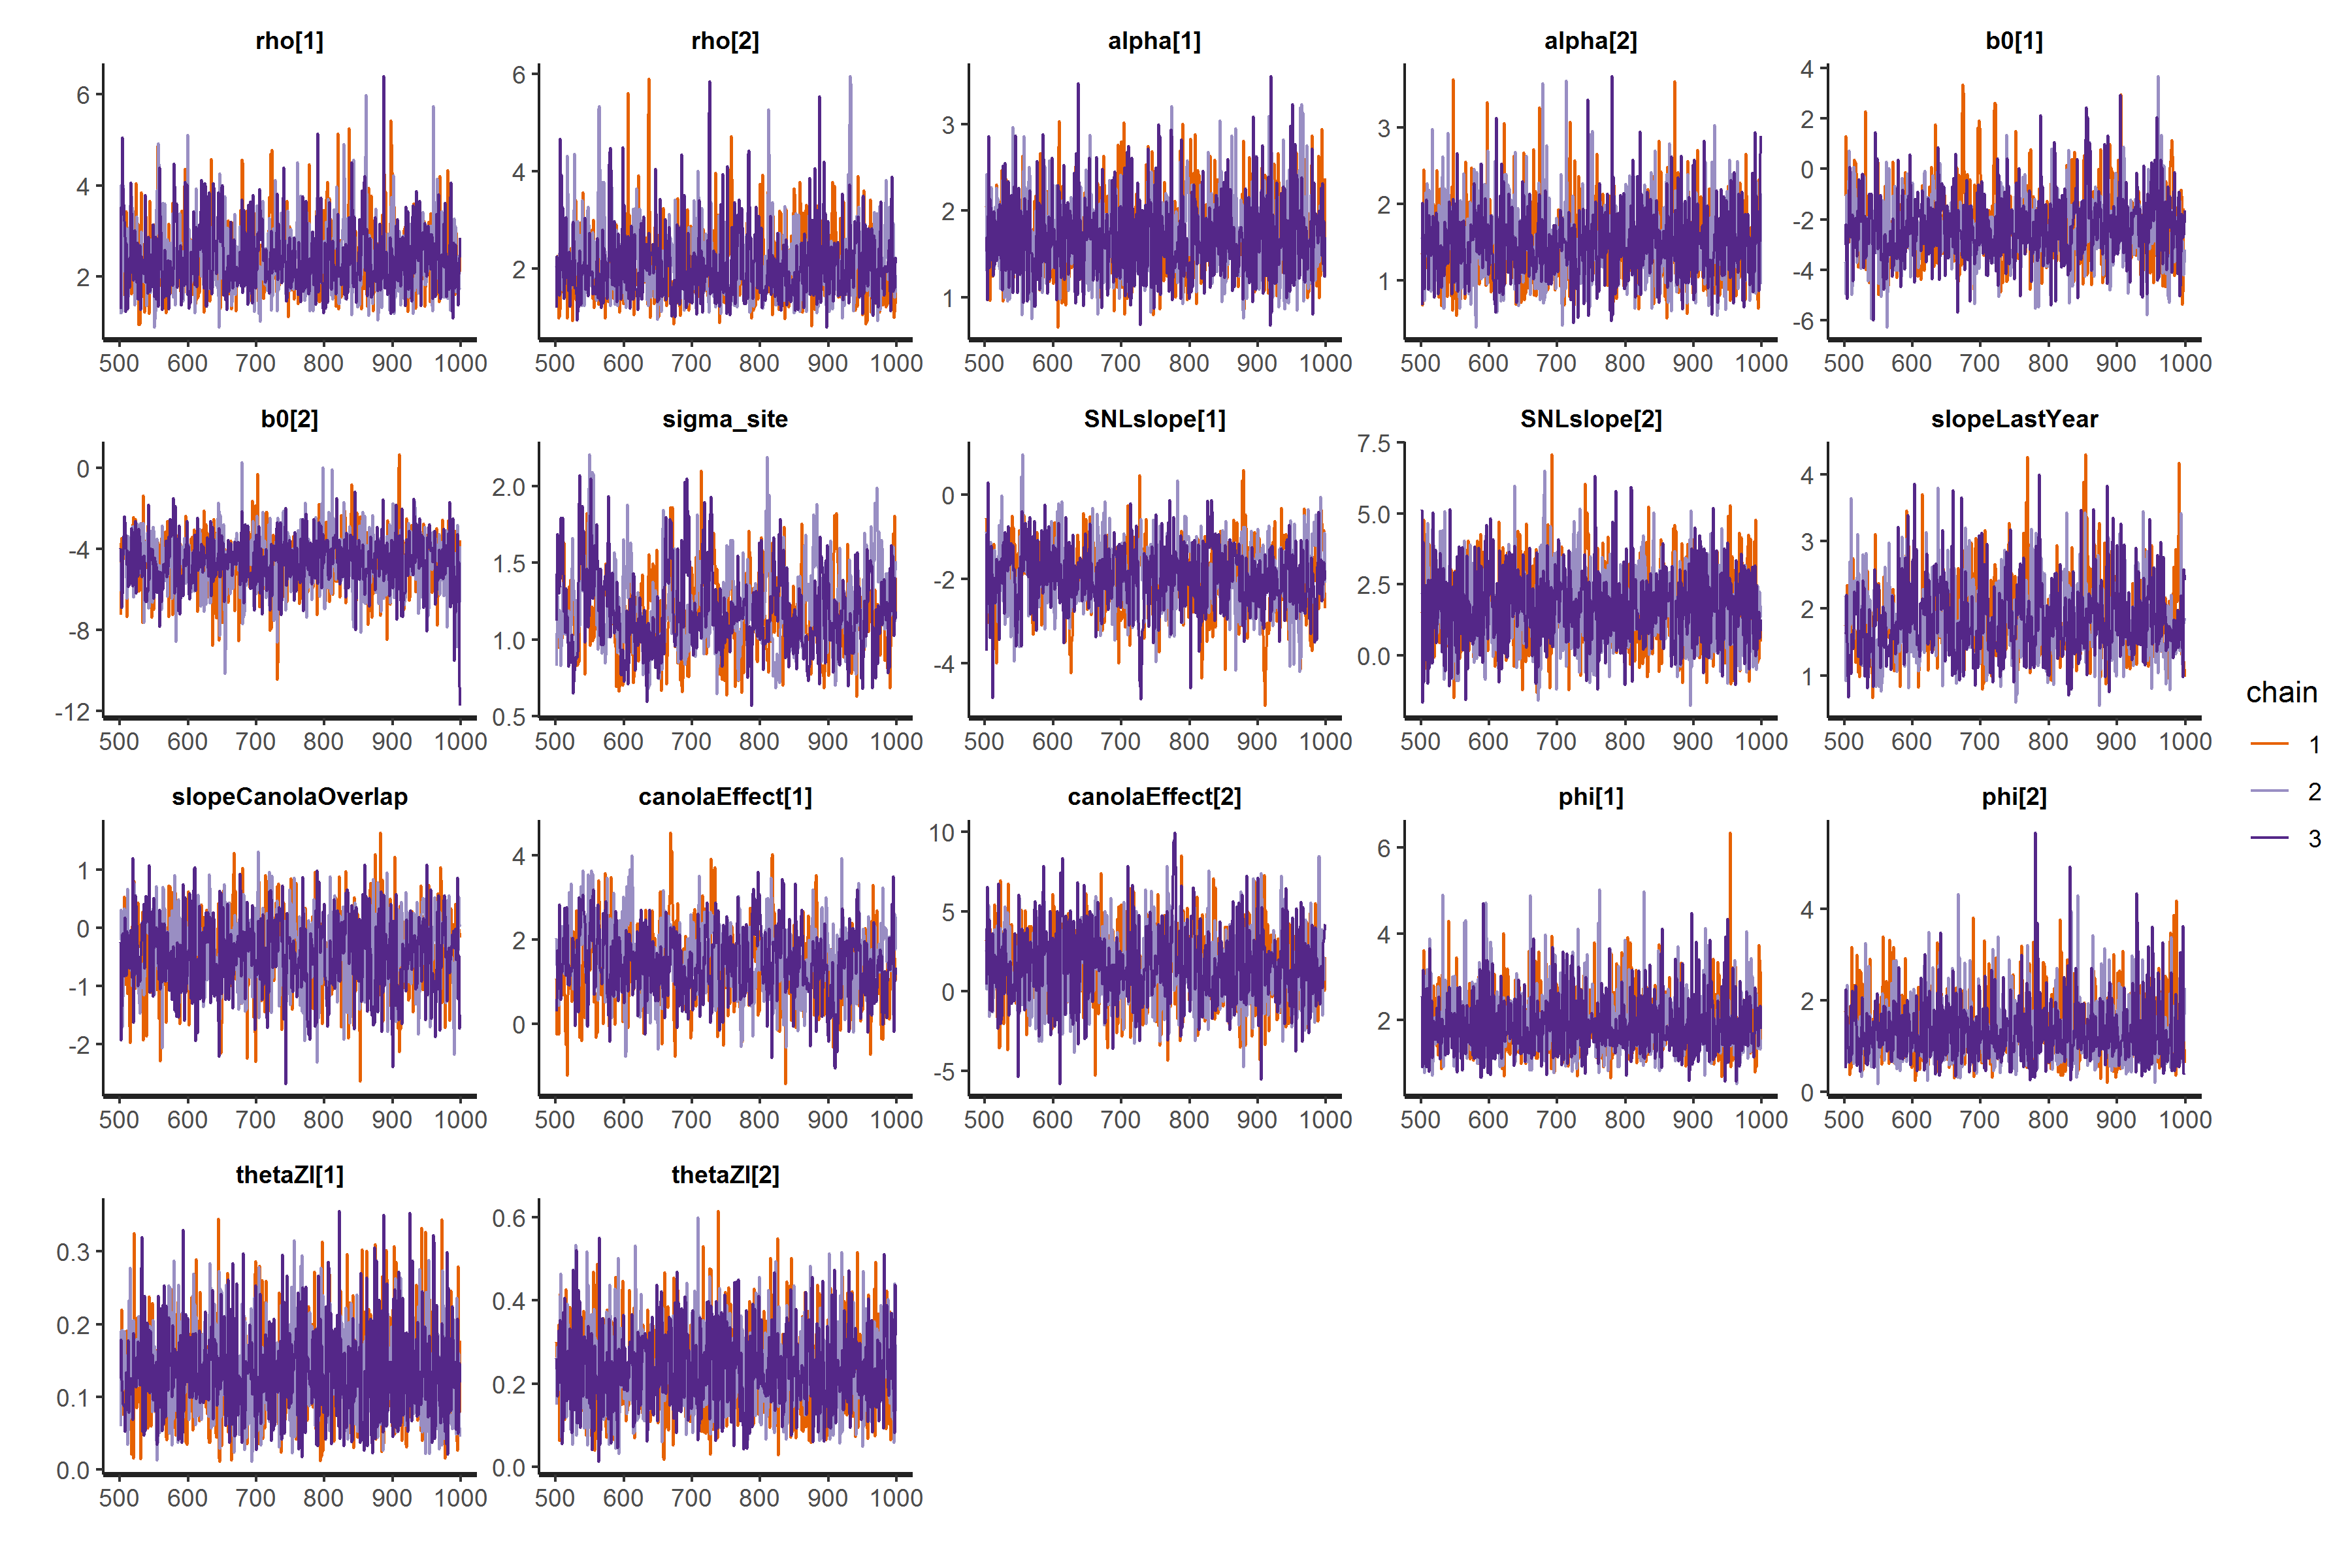 rho[1] rho[2] alpha[1] alpha[2] b0[1]
6 4 2
6 4 2
3 2 1
3 2 1
4 2 0 -2 -4 -6
500 600 700 800 900 1000 500 600 700 800 900 1000 500 600 700 800 900 1000 500 600 700 800 900 1000 500 600 700 800 900 1000
b0[2] sigma_site SNLslope[1] SNLslope[2] slopeLastYear
0 -4 -8 -12
2.0 1.5 1.0 0.5
0 -2 -4
7.5 5.0 2.5 0.0
4 3 2 1
500 600 700 800 900 1000 500 600 700 800 900 1000 500 600 700 800 900 1000 500 600 700 800 900 1000 500 600 700 800 900 1000
slopeCanolaOverlap canolaEffect[1] canolaEffect[2] phi[1] phi[2]
1 0 -1 -2
4 2 0
10 5 0 -5
6 4 2
4 2 0
500 600 700 800 900 1000 500 600 700 800 900 1000 500 600 700 800 900 1000 500 600 700 800 900 1000 500 600 700 800 900 1000
thetaZI[1] thetaZI[2]
0.3 0.2 0.1 0.0
0.6 0.4 0.2 0.0
500 600 700 800 900 1000 500 600 700 800 900 1000
chain
1
2
3